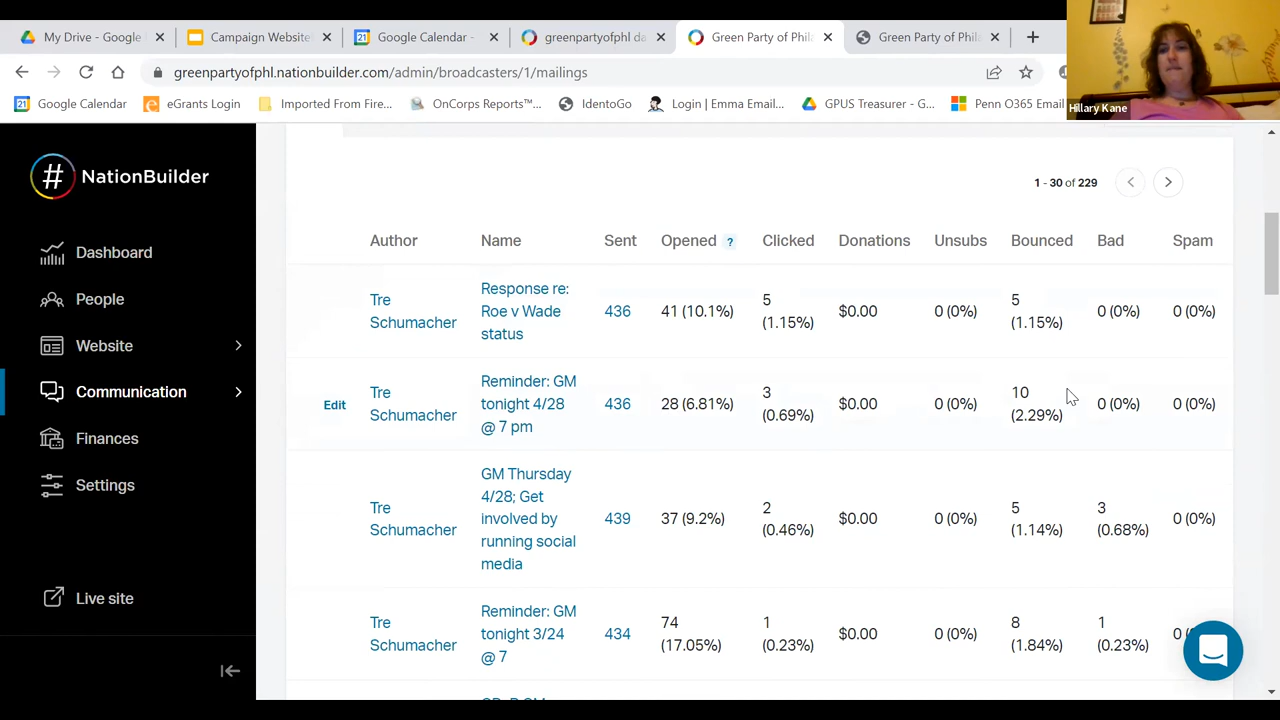 My Drive - Google
Campaign Website
Google Calendar -
greenpartyofphl da
Green Party of Phil
Green Party of Phil
greenpartyofphl.nationbuilder.com/admin/broadcasters/1/mailings
Google Calendar
eGrants Login
Imported From Fire...
OnCorps Reports™...
IdentoGo
Login | Emma Email...
GPUS Treasurer - G...
Penn O365 Email
Hillary Kane
# NationBuilder
Dashboard
People
Website
Communication
Finances
Settings
Live site
1 - 30 of 229
Author Name Sent Opened ? Clicked Donations Unsubs Bounced Bad Spam
Tre Schumacher Response re: Roe v Wade status 436 41 (10.1%) 5 (1.15%) $0.00 0 (0%) 5 (1.15%) 0 (0%) 0 (0%)
Edit Tre Schumacher Reminder: GM tonight 4/28 @ 7 pm 436 28 (6.81%) 3 (0.69%) $0.00 0 (0%) 10 (2.29%) 0 (0%) 0 (0%)
Tre Schumacher GM Thursday 4/28; Get involved by running social media 439 37 (9.2%) 2 (0.46%) $0.00 0 (0%) 5 (1.14%) 3 (0.68%) 0 (0%)
Tre Schumacher Reminder: GM tonight 3/24 @ 7 434 74 (17.05%) 1 (0.23%) $0.00 0 (0%) 8 (1.84%) 1 (0.23%) 0